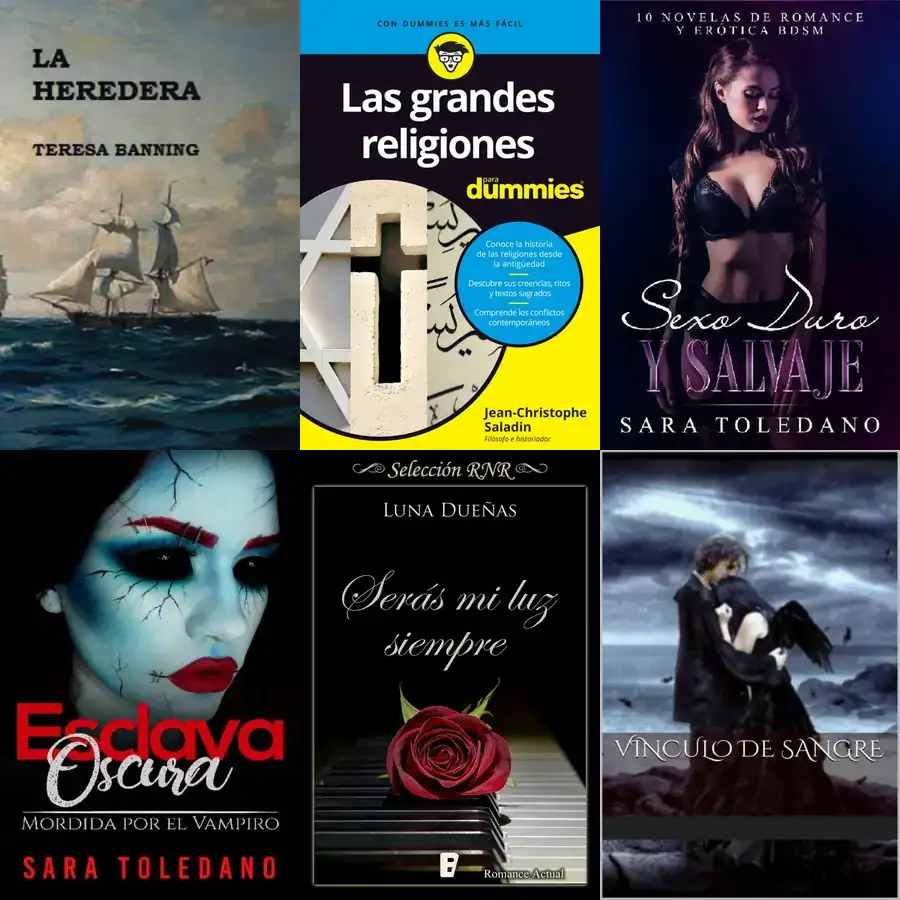 LA
HEREDERA
TERESA BANNING
CON DUMMIES ES MÁS FÁCIL
Las grandes
religiones
para
dummies
Conoce la historia
de las religiones desde
la antigüedad
Descubre sus creencias, ritos
y textos sagrados
Comprende los conflictos
contemporáneos
Jean-Christophe
Saladin
Filósofo e historiador
10 NOVELAS DE ROMANCE
Y ERÓTICA BDSM
Sexo Duro
Y SALVAJE
SARA TOLEDANO
Esclava
Oscura
MORDIDA POR EL VAMPIRO
SARA TOLEDANO
Selección RNR
LUNA DUEÑAS
Serás mi luz
siempre
B
Romance Actual
VÍNCULO DE SANGRE